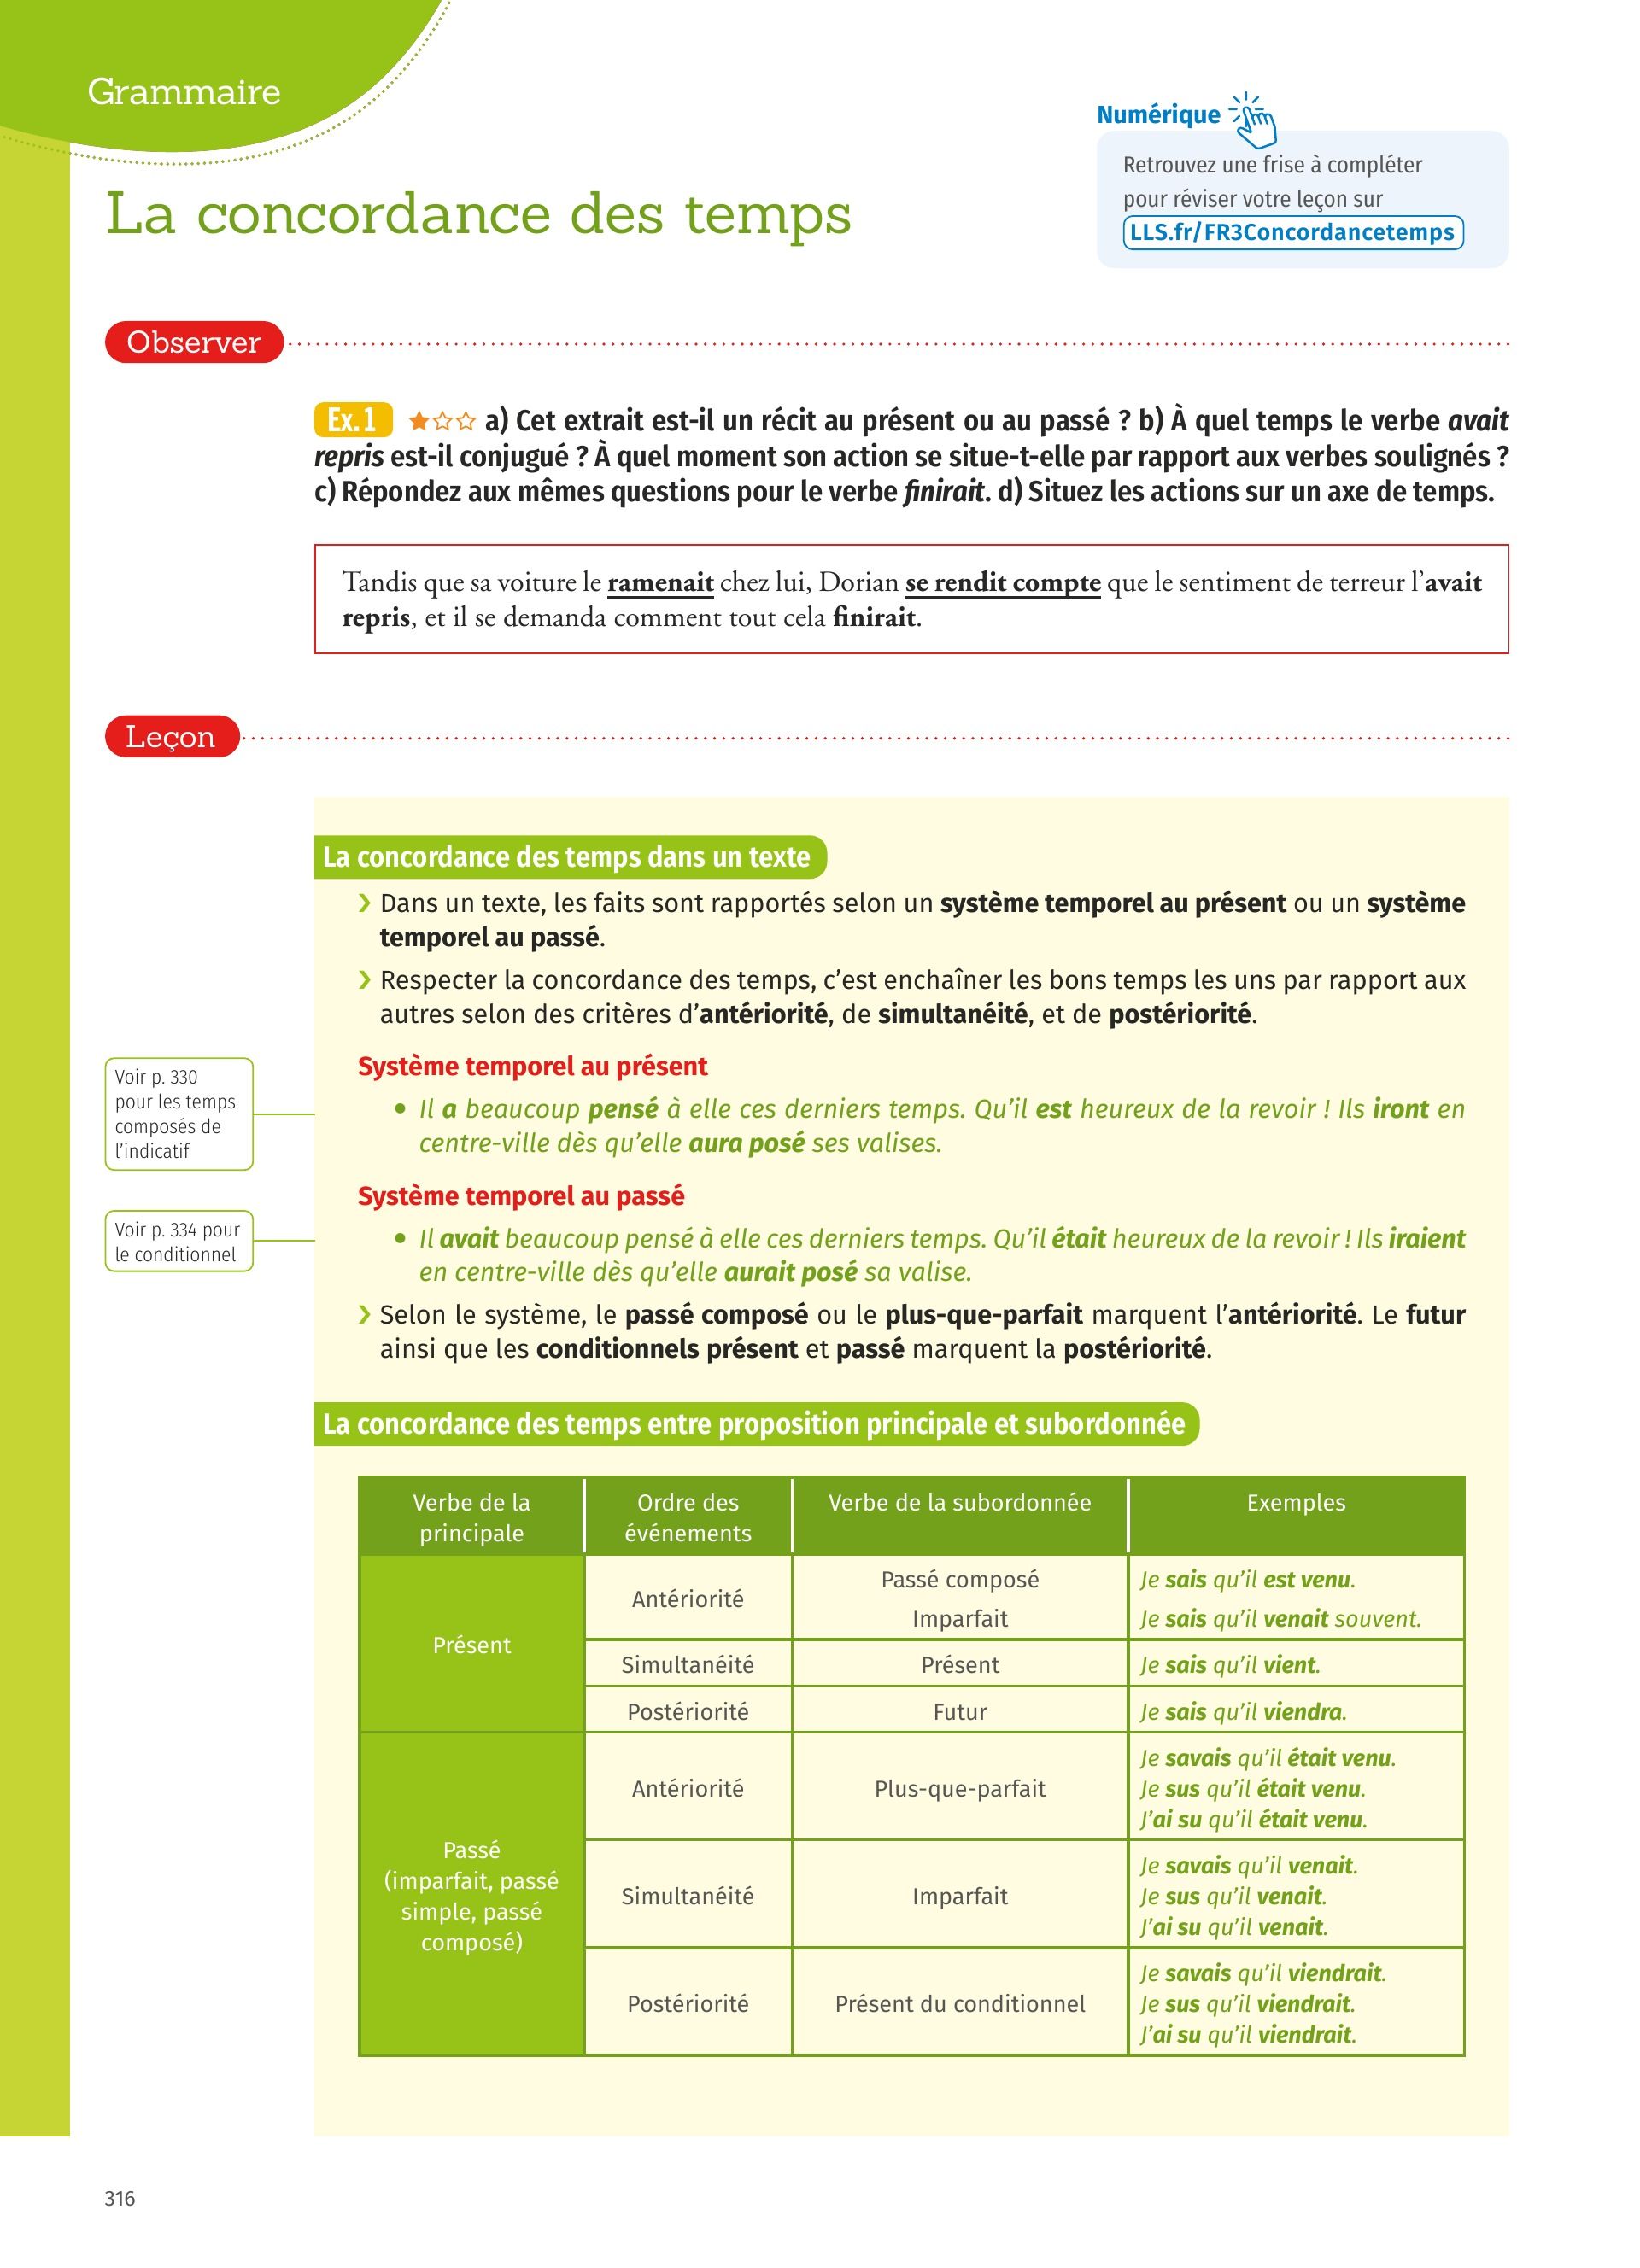 Grammaire
Numérique
Retrouvez une frise à compléter
pour réviser votre leçon sur
LLS.fr/FR3Concordancetemps
La concordance des temps
Observer
Ex. 1 a) Cet extrait est-il un récit au présent ou au passé ? b) À quel temps le verbe avait
repris est-il conjugué ? À quel moment son action se situe-t-elle par rapport aux verbes soulignés ?
c) Répondez aux mêmes questions pour le verbe finirait. d) Situez les actions sur un axe de temps.
Tandis que sa voiture le ramenait chez lui, Dorian se rendit compte que le sentiment de terreur l’avait
repris, et il se demanda comment tout cela finirait.
Leçon
La concordance des temps dans un texte
› Dans un texte, les faits sont rapportés selon un système temporel au présent ou un système
temporel au passé.
› Respecter la concordance des temps, c’est enchaîner les bons temps les uns par rapport aux
autres selon des critères d’antériorité, de simultanéité, et de postériorité.
Système temporel au présent
• Il a beaucoup pensé à elle ces derniers temps. Qu’il est heureux de la revoir ! Ils iront en
centre-ville dès qu’elle aura posé ses valises.
Voir p. 330
pour les temps
composés de
l’indicatif
Système temporel au passé
• Il avait beaucoup pensé à elle ces derniers temps. Qu’il était heureux de la revoir ! Ils iraient
en centre-ville dès qu’elle aurait posé sa valise.
Voir p. 334 pour
le conditionnel
› Selon le système, le passé composé ou le plus-que-parfait marquent l’antériorité. Le futur
ainsi que les conditionnels présent et passé marquent la postériorité.
La concordance des temps entre proposition principale et subordonnée
Verbe de la
principale
Ordre des
événements
Verbe de la subordonnée
Exemples
Présent
Antériorité
Passé composé
Imparfait
Je sais qu’il est venu.
Je sais qu’il venait souvent.
Simultanéité
Présent
Je sais qu’il vient.
Postériorité
Futur
Je sais qu’il viendra.
Passé
(imparfait, passé
simple, passé
composé)
Antériorité
Plus-que-parfait
Je savais qu’il était venu.
Je sus qu’il était venu.
J’ai su qu’il était venu.
Simultanéité
Imparfait
Je savais qu’il venait.
Je sus qu’il venait.
J’ai su qu’il venait.
Postériorité
Présent du conditionnel
Je savais qu’il viendrait.
Je sus qu’il viendrait.
J’ai su qu’il viendrait.
316